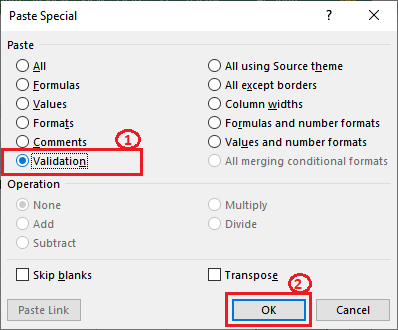 Paste Special
Paste
All
All using Source theme
Formulas
All except borders
Values
Column widths
Formats
Formulas and number formats
Comments
Values and number formats
1
Validation
All merging conditional formats
Operation
None
Multiply
Add
Divide
Subtract
Skip blanks
Transpose
2
Paste Link
OK
Cancel